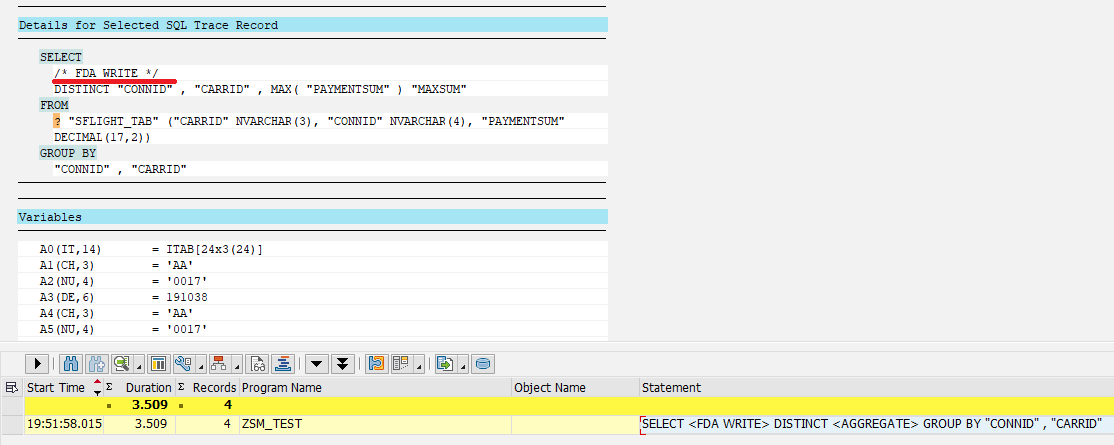 Details for Selected SQL Trace Record
SELECT
/* FDA WRITE */
DISTINCT "CONNID" , "CARRID" , MAX( "PAYMENTSUM" ) "MAXSUM"
FROM
? "SFLIGHT_TAB" ("CARRID" NVARCHAR(3), "CONNID" NVARCHAR(4), "PAYMENTSUM"
DECIMAL(17,2))
GROUP BY
"CONNID" , "CARRID"
Variables
A0(IT,14) = ITAB[24x3(24)]
A1(CH,3) = 'AA'
A2(NU,4) = '0017'
A3(DE,6) = 191038
A4(CH,3) = 'AA'
A5(NU,4) = '0017'
Start Time Σ Duration Σ Records Program Name Object Name Statement
3.509 4
19:51:58.015 3.509 4 ZSM_TEST SELECT <FDA WRITE> DISTINCT <AGGREGATE> GROUP BY "CONNID" , "CARRID"